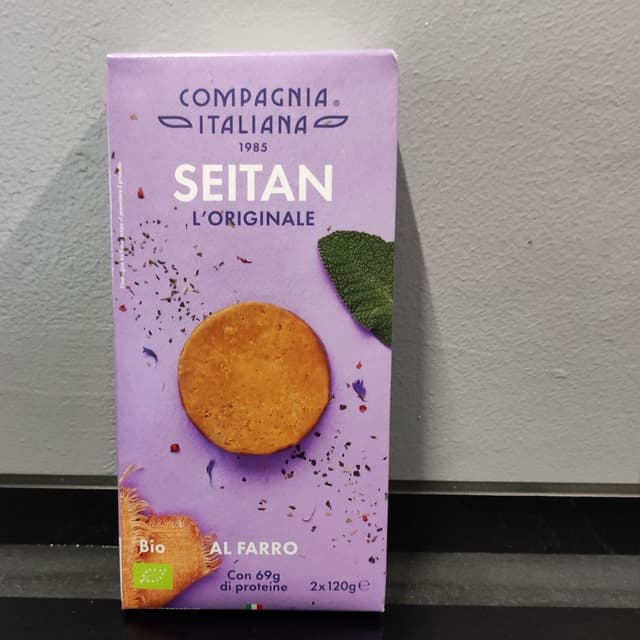 COMPAGNIA®
ITALIANA
1985
SEITAN
L'ORIGINALE
Bio
AL FARRO
Con 69g
di proteine
2x120g℮